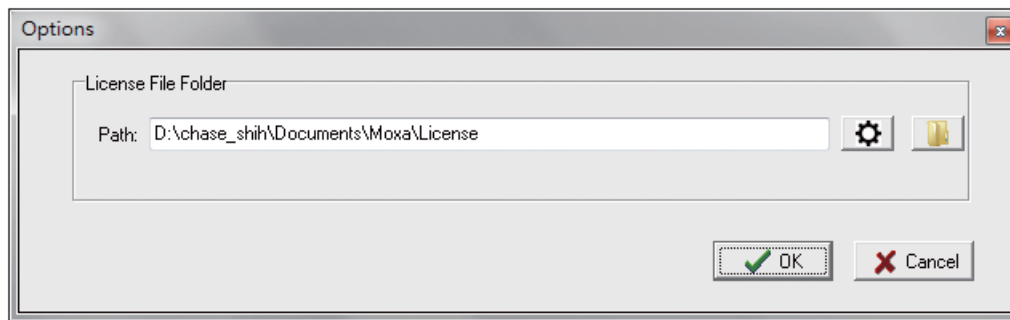 Options
License File Folder
Path: D:\chase_shih\Documents\Moxa\License
OK Cancel